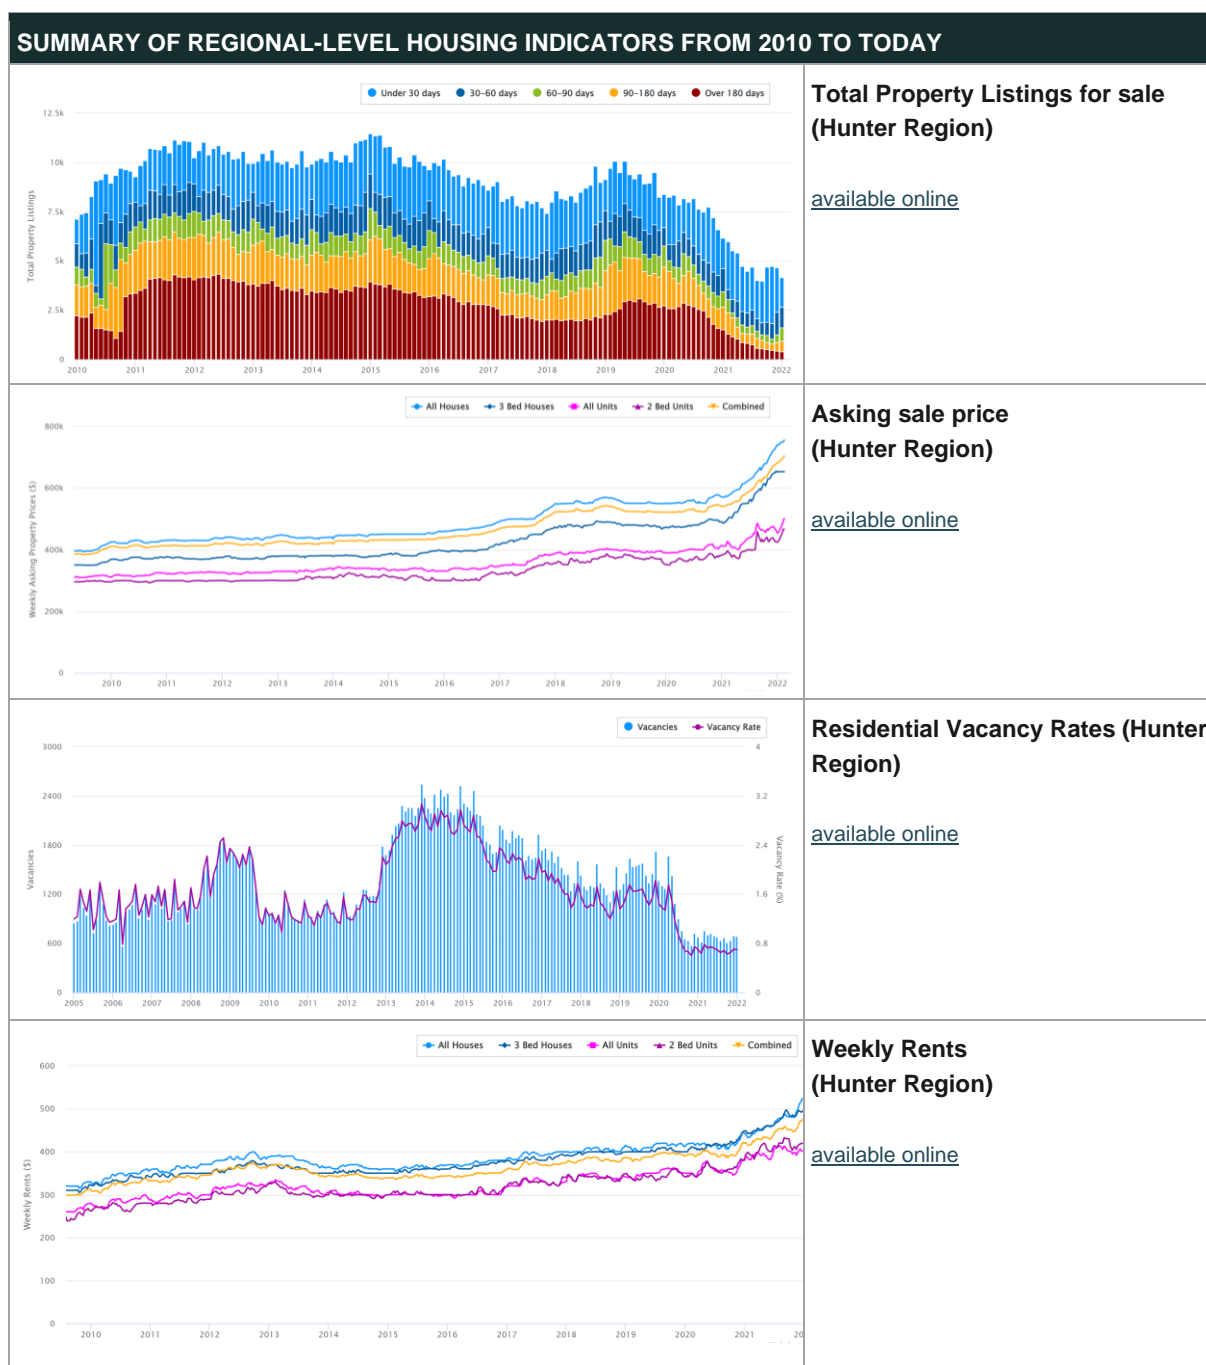 SUMMARY OF REGIONAL-LEVEL HOUSING INDICATORS FROM 2010 TO TODAY
Under 30 days 30-60 days 60-90 days 90-180 days Over 180 days
Total Property Listings
12.5k
10k
7.5k
5k
2.5k
0
2010 2011 2012 2013 2014 2015 2016 2017 2018 2019 2020 2021 2022
Total Property Listings for sale
(Hunter Region)
available online
All Houses 3 Bed Houses All Units 2 Bed Units Combined
Weekly Asking Property Prices ($)
800k
600k
400k
200k
0
2010 2011 2012 2013 2014 2015 2016 2017 2018 2019 2020 2021 2022
Asking sale price
(Hunter Region)
available online
Vacancies Vacancy Rate
Vacancies
3000
2400
1800
1200
600
0
4
3.2
2.4
1.6
0.8
0
Vacancy Rate (%)
2005 2006 2007 2008 2009 2010 2011 2012 2013 2014 2015 2016 2017 2018 2019 2020 2021 2022
Residential Vacancy Rates (Hunter
Region)
available online
All Houses 3 Bed Houses All Units 2 Bed Units Combined
Weekly Rents ($)
600
500
400
300
200
100
0
2010 2011 2012 2013 2014 2015 2016 2017 2018 2019 2020 2021 20
Weekly Rents
(Hunter Region)
available online